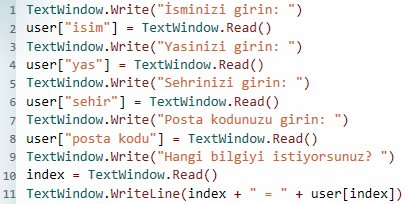 1 TextWindow.Write("İsminizi girin: ")
2 user["isim"] = TextWindow.Read()
3 TextWindow.Write("Yasinizi girin: ")
4 user["yas"] = TextWindow.Read()
5 TextWindow.Write("Sehrinizi girin: ")
6 user["sehir"] = TextWindow.Read()
7 TextWindow.Write("Posta kodunuzu girin: ")
8 user["posta kodu"] = TextWindow.Read()
9 TextWindow.Write("Hangi bilgiyi istiyorsunuz? ")
10 index = TextWindow.Read()
11 TextWindow.WriteLine(index + " = " + user[index])